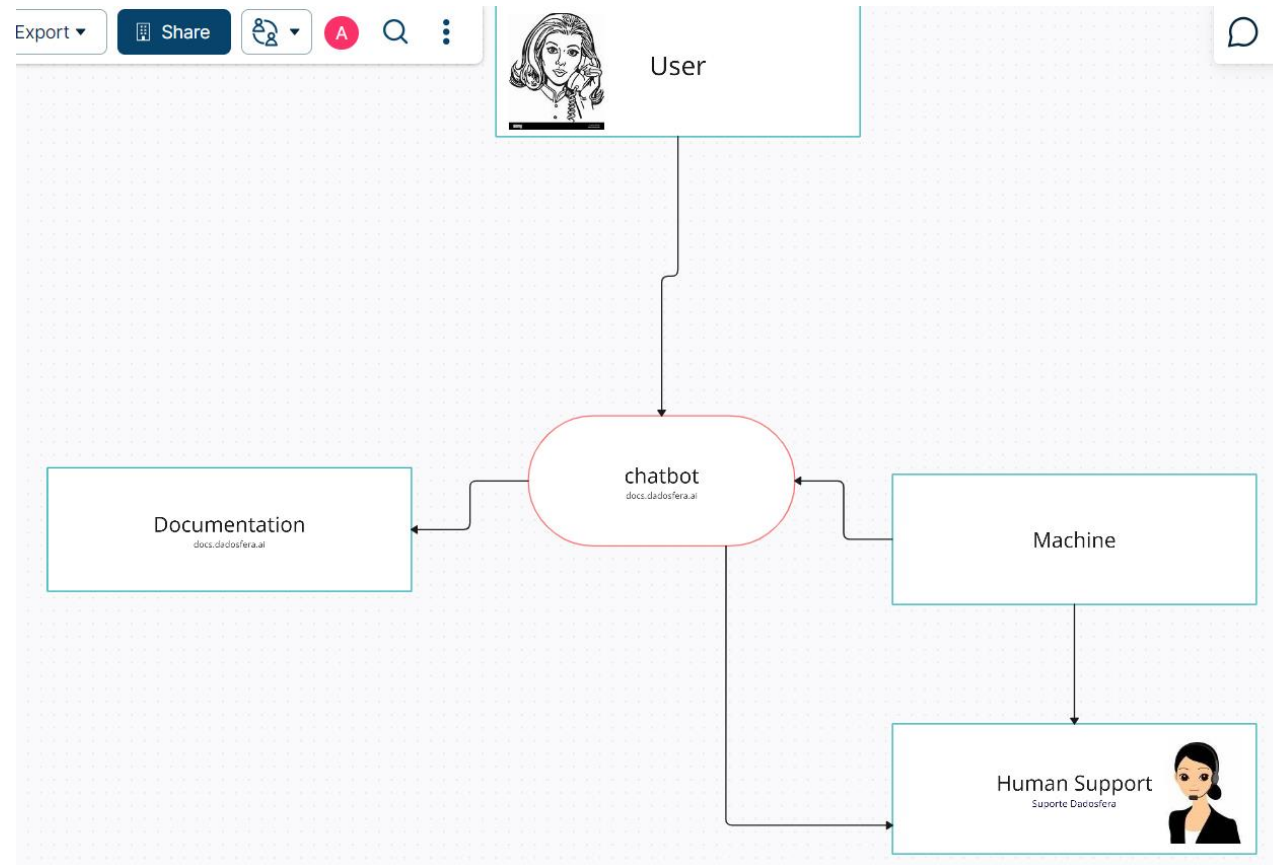 Export
Share
A
User
chatbot
docs.dadosfera.ai
Documentation
docs.dadosfera.ai
Machine
Human Support
Suporte Dadosfera